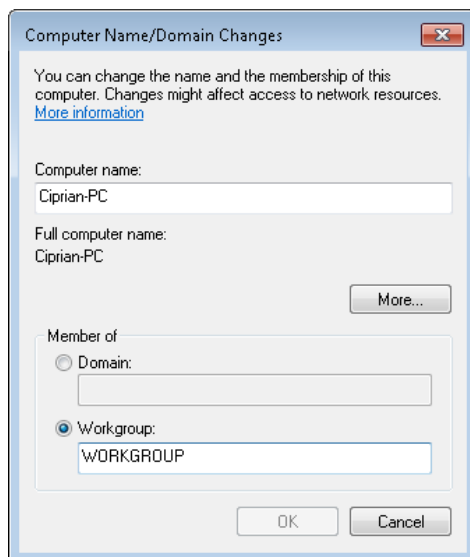 Computer Name/Domain Changes
You can change the name and the membership of this
computer. Changes might affect access to network resources.
More information
Computer name:
Ciprian-PC
Full computer name:
Ciprian-PC
More...
Member of
Domain:
Workgroup:
WORKGROUP
OK Cancel